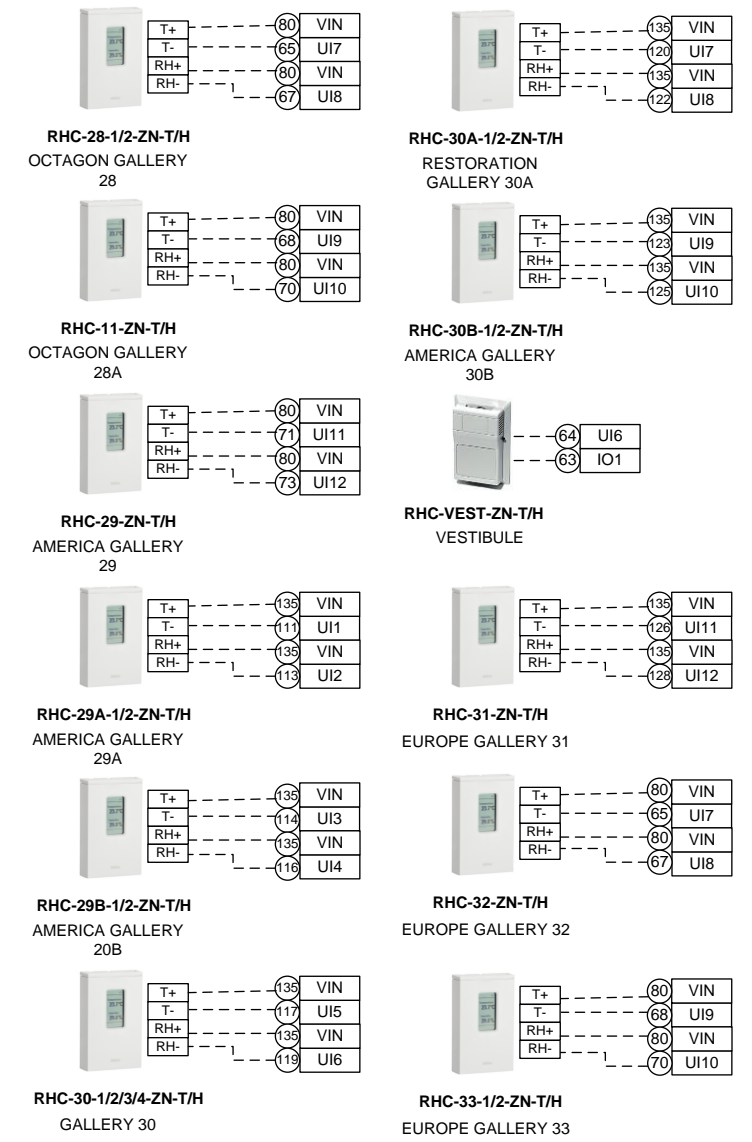 T+
80 VIN
T-
65 UI7
RH+
80 VIN
RH-
67 UI8
RHC-28-1/2-ZN-T/H
OCTAGON GALLERY
28
T+
80 VIN
T-
68 UI9
RH+
80 VIN
RH-
70 UI10
RHC-11-ZN-T/H
OCTAGON GALLERY
28A
T+
80 VIN
T-
71 UI11
RH+
80 VIN
RH-
73 UI12
RHC-29-ZN-T/H
AMERICA GALLERY
29
T+
135 VIN
T-
111 UI1
RH+
135 VIN
RH-
113 UI2
RHC-29A-1/2-ZN-T/H
AMERICA GALLERY
29A
T+
135 VIN
T-
114 UI3
RH+
135 VIN
RH-
116 UI4
RHC-29B-1/2-ZN-T/H
AMERICA GALLERY
20B
T+
135 VIN
T-
117 UI5
RH+
135 VIN
RH-
119 UI6
RHC-30-1/2/3/4-ZN-T/H
GALLERY 30
T+
135 VIN
T-
120 UI7
RH+
135 VIN
RH-
122 UI8
RHC-30A-1/2-ZN-T/H
RESTORATION
GALLERY 30A
T+
135 VIN
T-
123 UI9
RH+
135 VIN
RH-
125 UI10
RHC-30B-1/2-ZN-T/H
AMERICA GALLERY
30B
64 UI6
63 IO1
RHC-VEST-ZN-T/H
VESTIBULE
T+
135 VIN
T-
126 UI11
RH+
135 VIN
RH-
128 UI12
RHC-31-ZN-T/H
EUROPE GALLERY 31
T+
80 VIN
T-
65 UI7
RH+
80 VIN
RH-
67 UI8
RHC-32-ZN-T/H
EUROPE GALLERY 32
T+
80 VIN
T-
68 UI9
RH+
80 VIN
RH-
70 UI10
RHC-33-1/2-ZN-T/H
EUROPE GALLERY 33